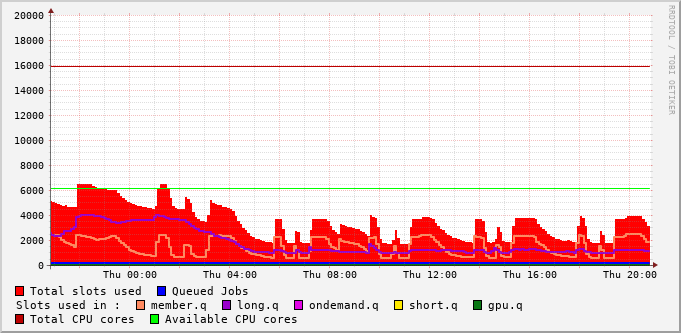 20000
18000
16000
14000
12000
10000
8000
6000
4000
2000
0
Thu 00:00 Thu 04:00 Thu 08:00 Thu 12:00 Thu 16:00 Thu 20:00
RRDTOOL / TOBI OETIKER
Total slots used Queued Jobs
Slots used in : member.q long.q ondemand.q short.q gpu.q
Total CPU cores Available CPU cores